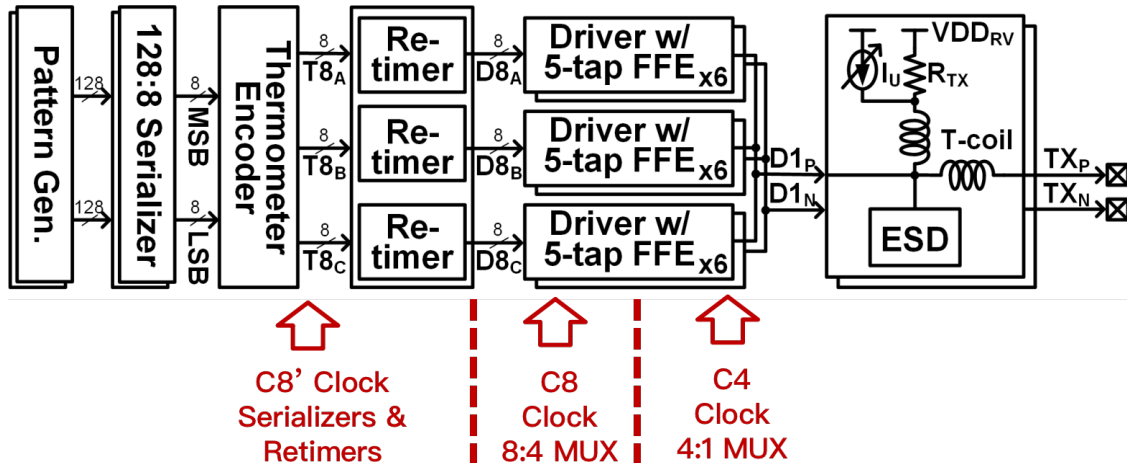 Pattern Gen.
128
128
128:8 Serializer
8
MSB
8
LSB
Thermometer
Encoder
8
T8A
8
T8B
8
T8C
Re-
timer
Re-
timer
Re-
timer
8
D8A
8
D8B
8
D8C
Driver w/
5-tap FFEx6
Driver w/
5-tap FFEx6
Driver w/
5-tap FFEx6
D1P
D1N
VDDRV
IU
RTX
T-coil
ESD
TXP
TXN
C8' Clock
Serializers &
Retimers
C8
Clock
8:4 MUX
C4
Clock
4:1 MUX